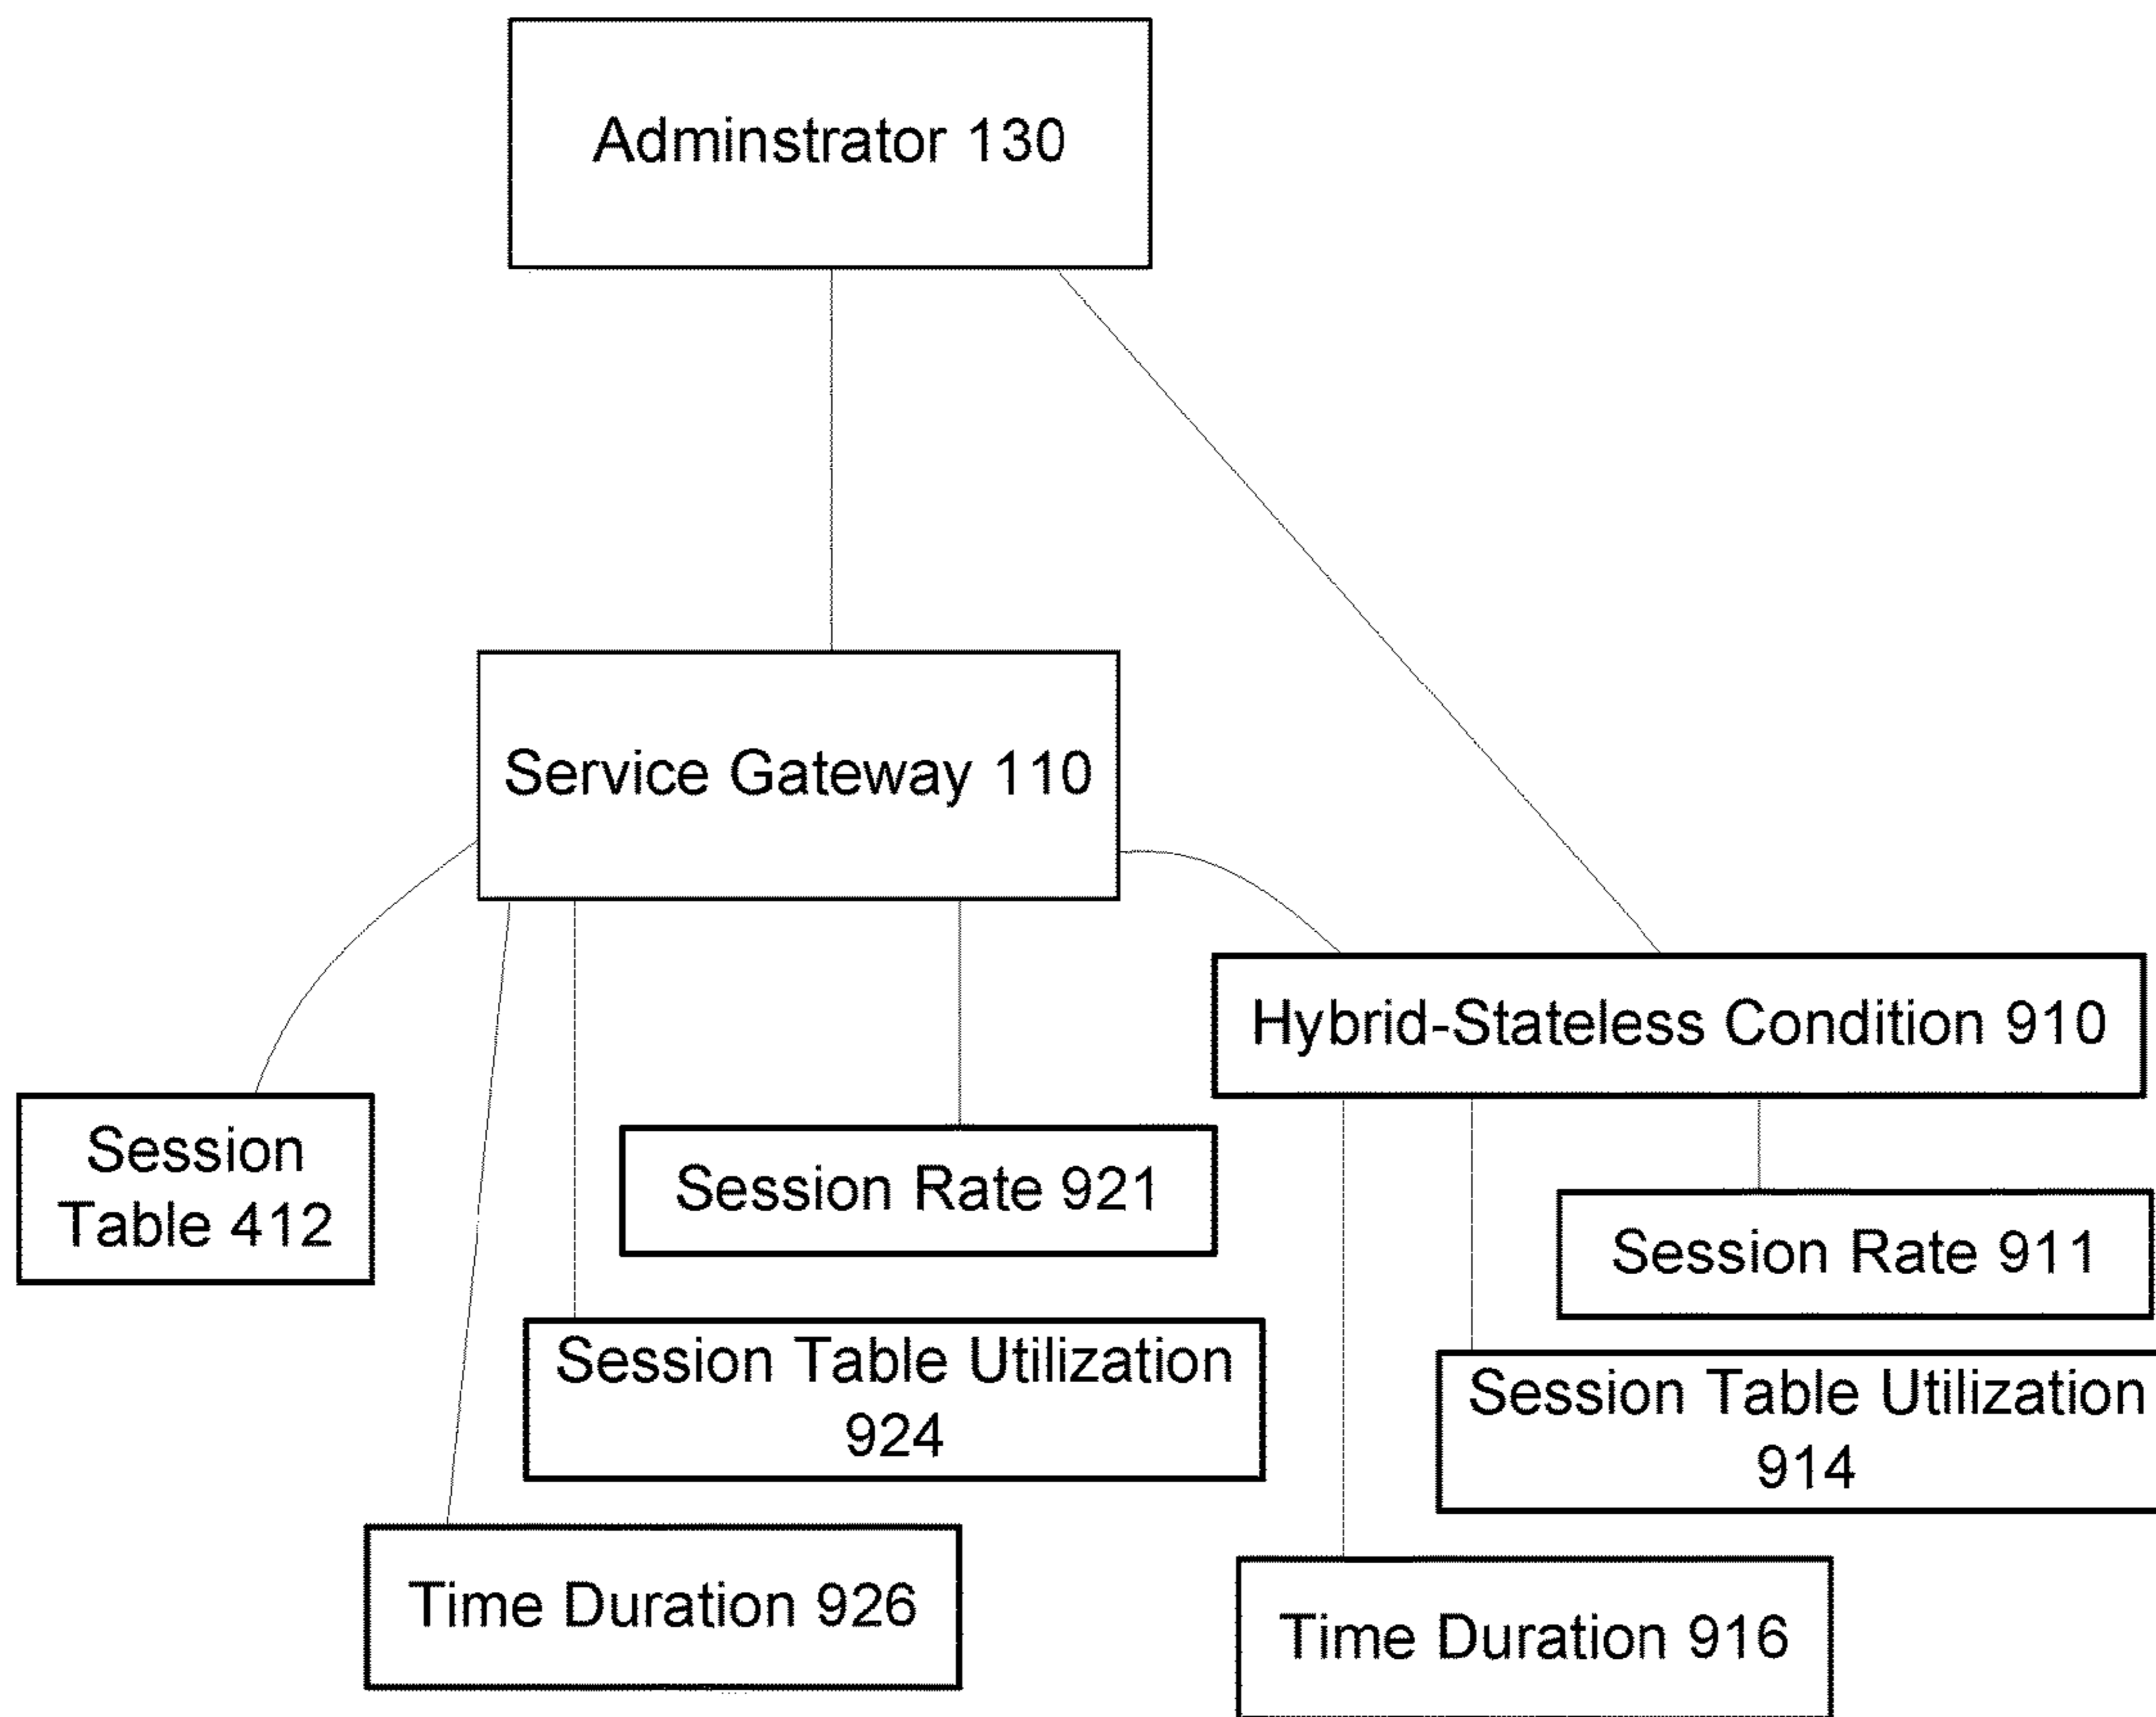 Adminstrator 130
Service Gateway 110
Hybrid-Stateless Condition 910
Session
Table 412
Session Rate 921
Session Rate 911
Session Table Utilization
924
Session Table Utilization
914
Time Duration 926
Time Duration 916